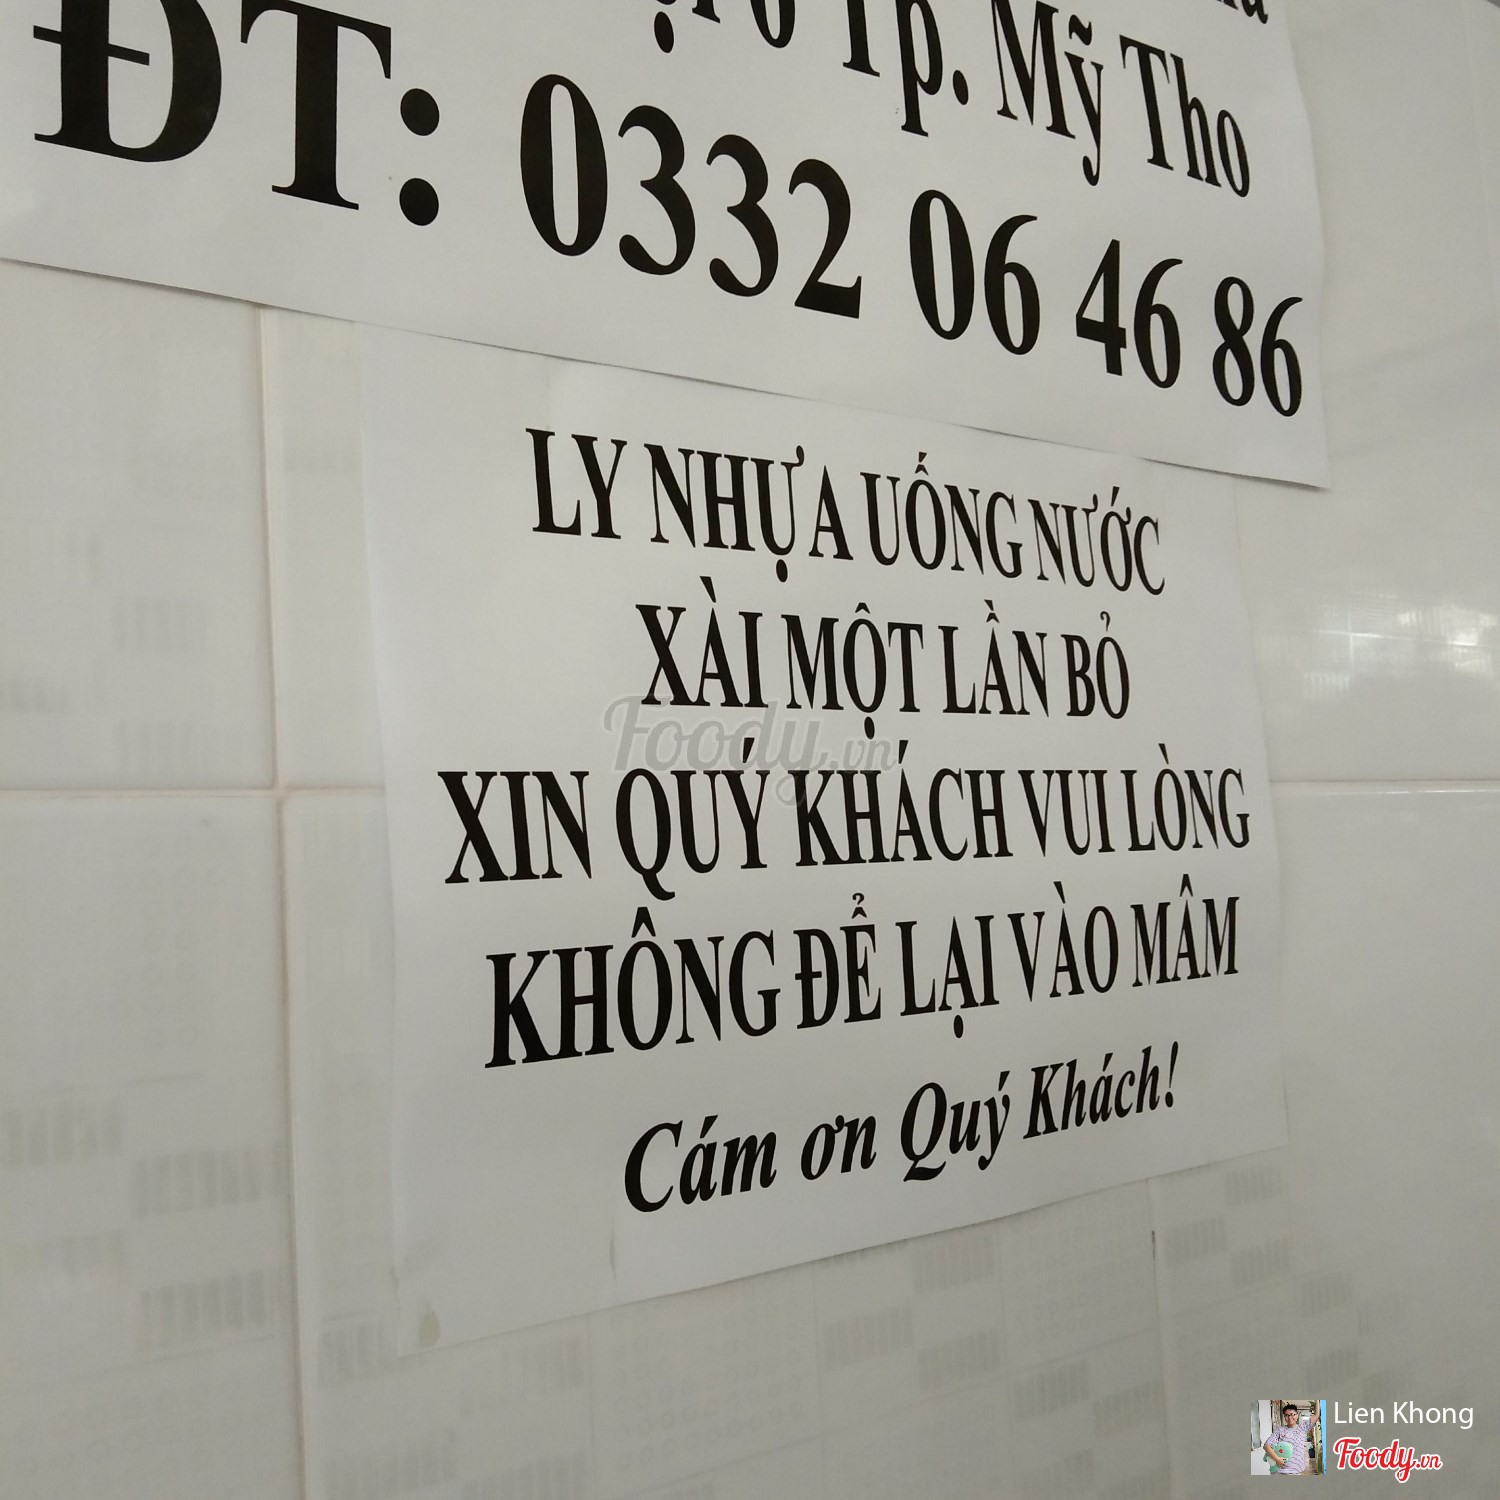 Tp. Mỹ Tho
ĐT: 0332 06 46 86
LY NHỰA UỐNG NƯỚC
XÀI MỘT LẦN BỎ
XIN QUÝ KHÁCH VUI LÒNG
KHÔNG ĐỂ LẠI VÀO MÂM
Cám ơn Quý Khách!
Foody.vn
Lien Khong
Foody.vn